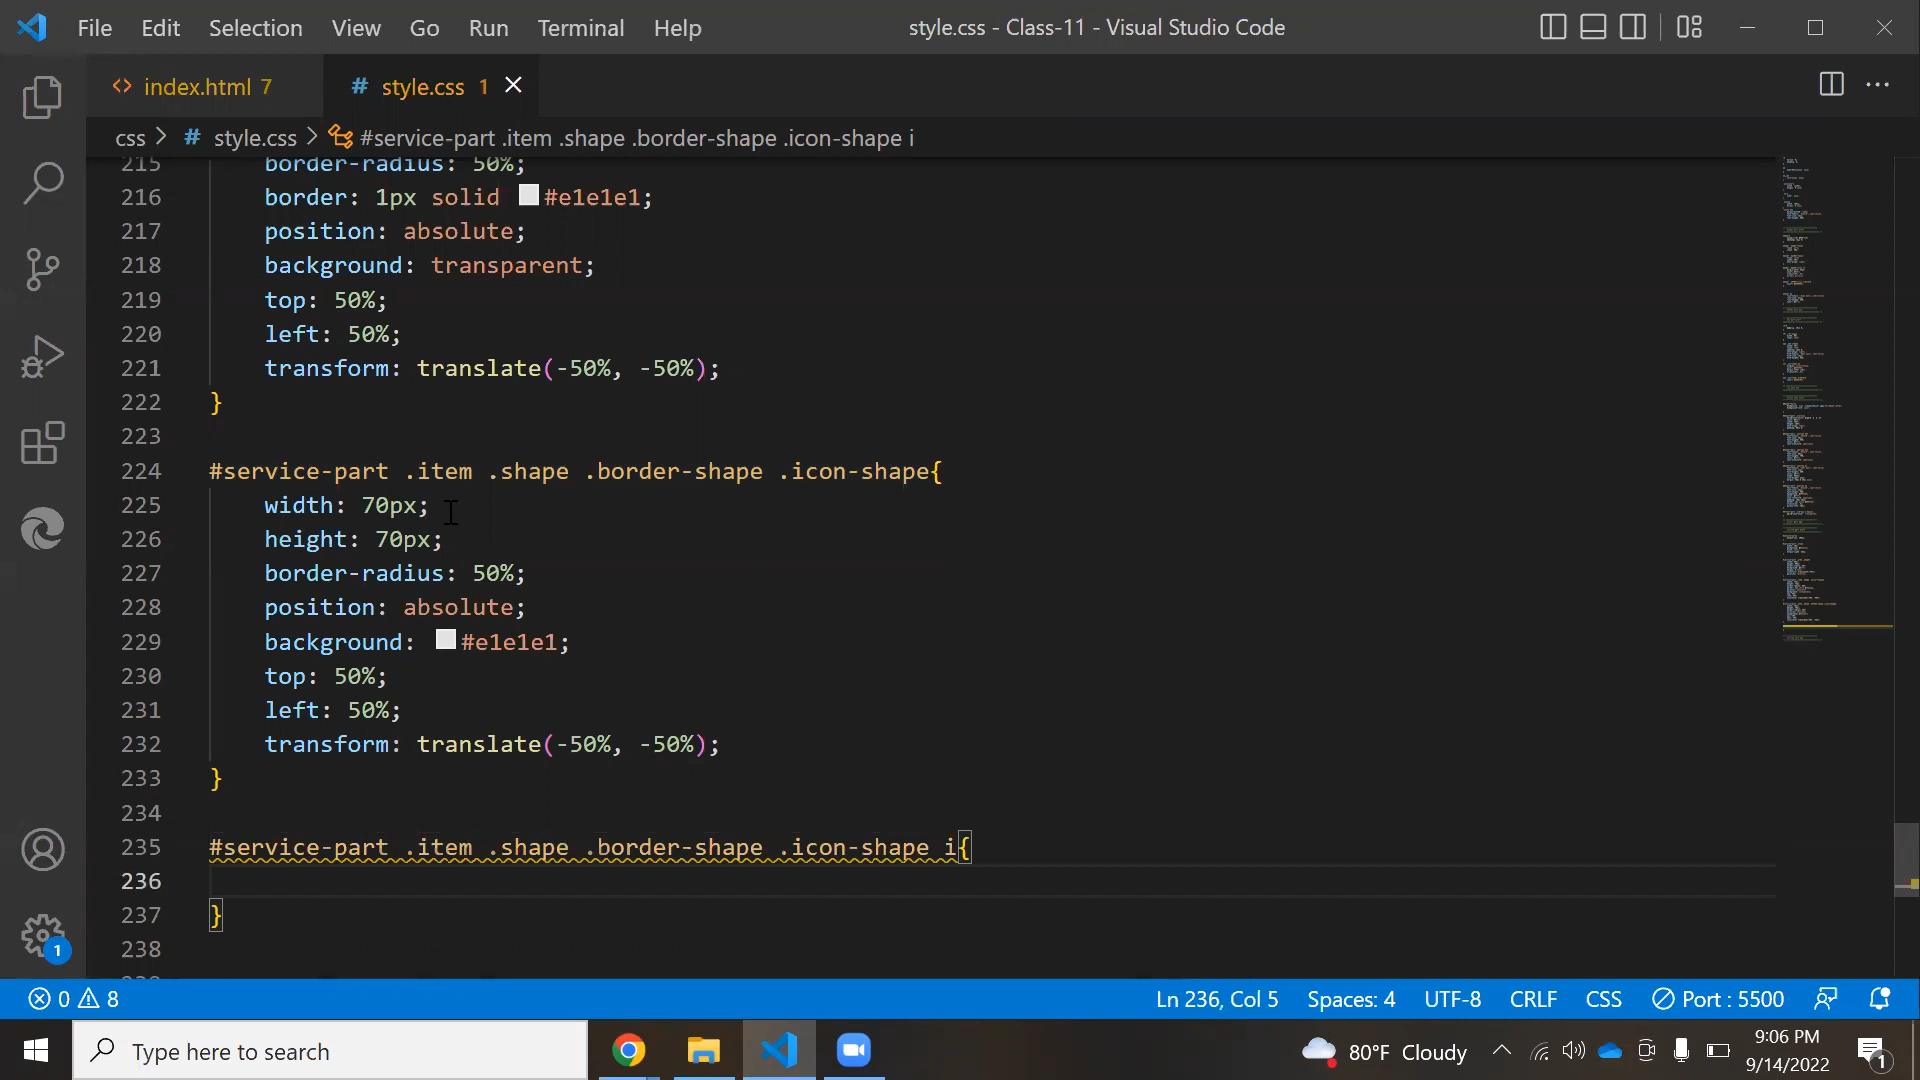 File Edit Selection View Go Run Terminal Help style.css - Class-11 - Visual Studio Code
index.html 7 # style.css 1
css > # style.css > #service-part .item .shape .border-shape .icon-shape i
215 border-radius: 50%;
216 border: 1px solid #e1e1e1;
217 position: absolute;
218 background: transparent;
219 top: 50%;
220 left: 50%;
221 transform: translate(-50%, -50%);
222 }
223
224 #service-part .item .shape .border-shape .icon-shape{
225 width: 70px;
226 height: 70px;
227 border-radius: 50%;
228 position: absolute;
229 background: #e1e1e1;
230 top: 50%;
231 left: 50%;
232 transform: translate(-50%, -50%);
233 }
234
235 #service-part .item .shape .border-shape .icon-shape i{
236
237 }
238
1
0 8 Ln 236, Col 5 Spaces: 4 UTF-8 CRLF CSS Port : 5500
Type here to search 80°F Cloudy 9:06 PM
9/14/2022 1